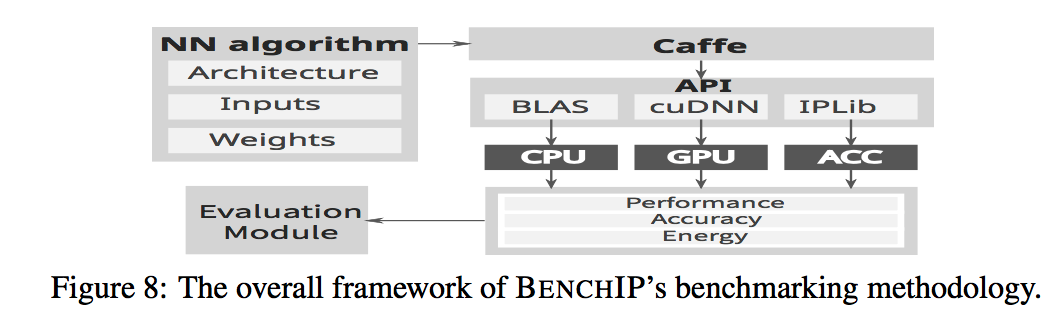 NN algorithm
Architecture
Inputs
Weights
Caffe
API
BLAS cuDNN IPLib
CPU GPU ACC
Performance
Accuracy
Energy
Evaluation
Module
Figure 8: The overall framework of BENCHIP's benchmarking methodology.